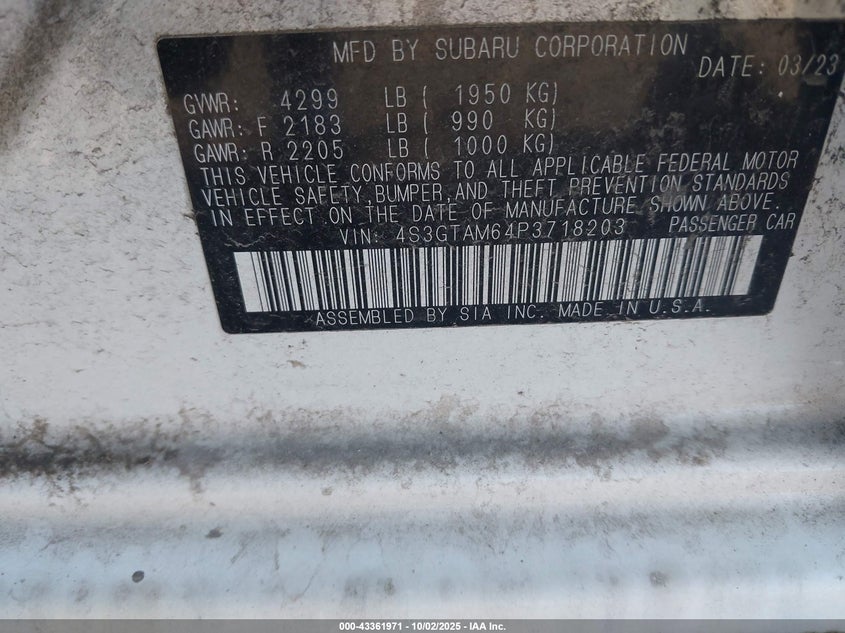 MFD BY SUBARU CORPORATION
DATE: 03/23
GVWR: 4299 LB ( 1950 KG)
GAWR: F 2183 LB ( 990 KG)
GAWR: R 2205 LB ( 1000 KG)
THIS VEHICLE CONFORMS TO ALL APPLICABLE FEDERAL MOTOR
VEHICLE SAFETY,BUMPER,AND THEFT PREVENTION STANDARDS
IN EFFECT ON THE DATE OF MANUFACTURE SHOWN ABOVE.
VIN: 4S3GTAM64P3718203 PASSENGER CAR
ASSEMBLED BY SIA INC. MADE IN U.S.A.
000-43361971 - 10/02/2025 - IAA Inc.